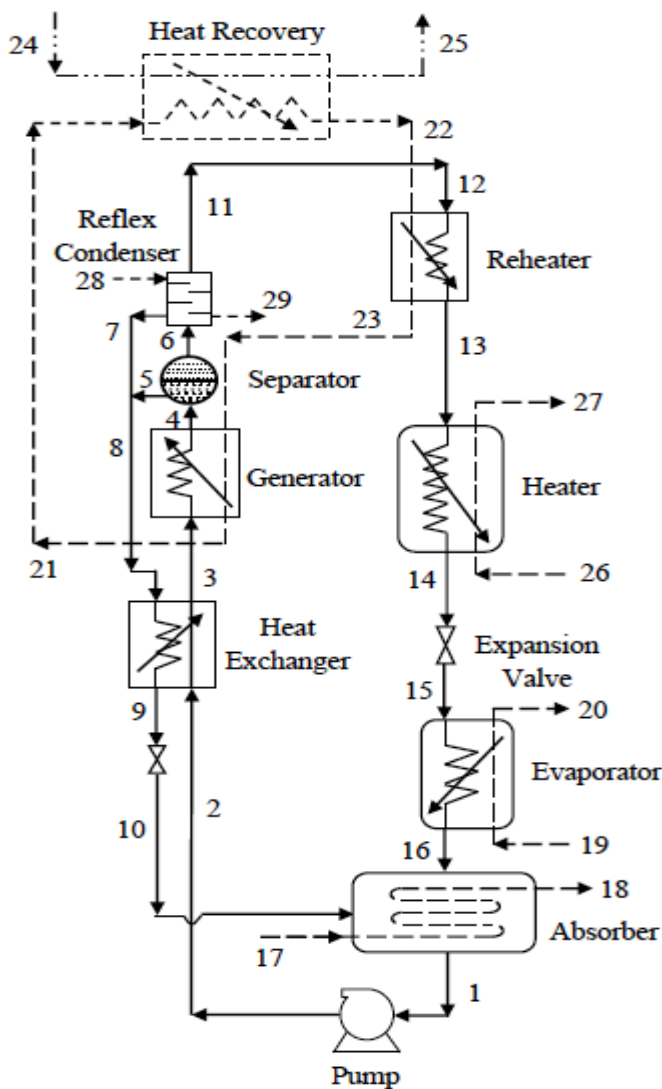 Heat Recovery
24
25
22
11
12
Reflex
Condenser
Reheater
28
29
7
23
6
13
5
Separator
4
27
8
Generator
Heater
21
3
14
26
Heat
Exchanger
Expansion
Valve
15
9
20
Evaporator
10
2
16
19
18
17
Absorber
1
Pump